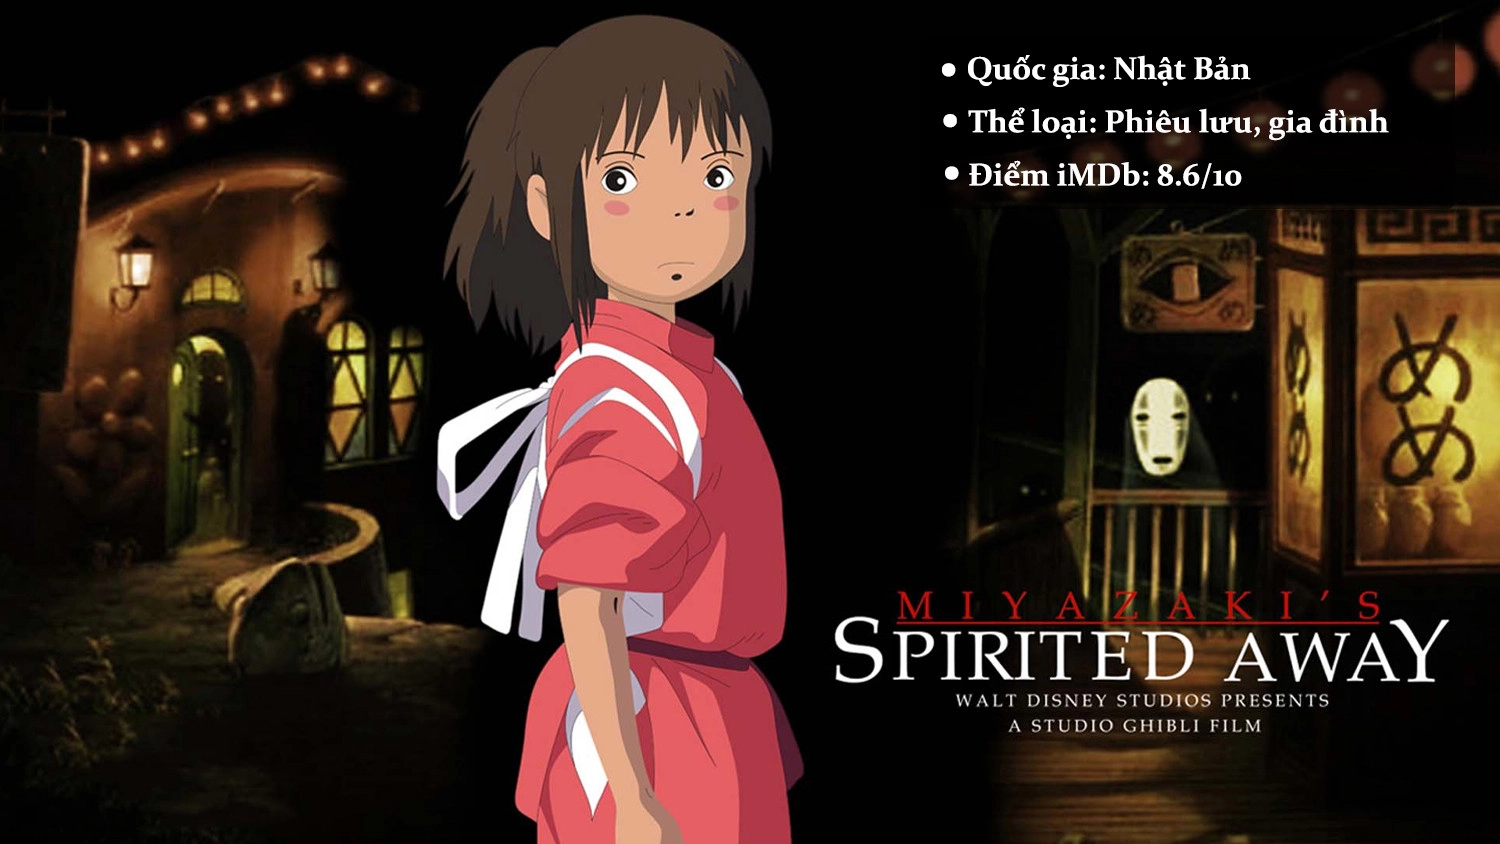 • Quốc gia: Nhật Bản
• Thể loại: Phiêu lưu, gia đình
• Điểm iMDb: 8.6/10
め
め
MIYAZAKI'S
SPIRITED AWAY
WALT DISNEY STUDIOS PRESENTS
A STUDIO GHIBLI FILM